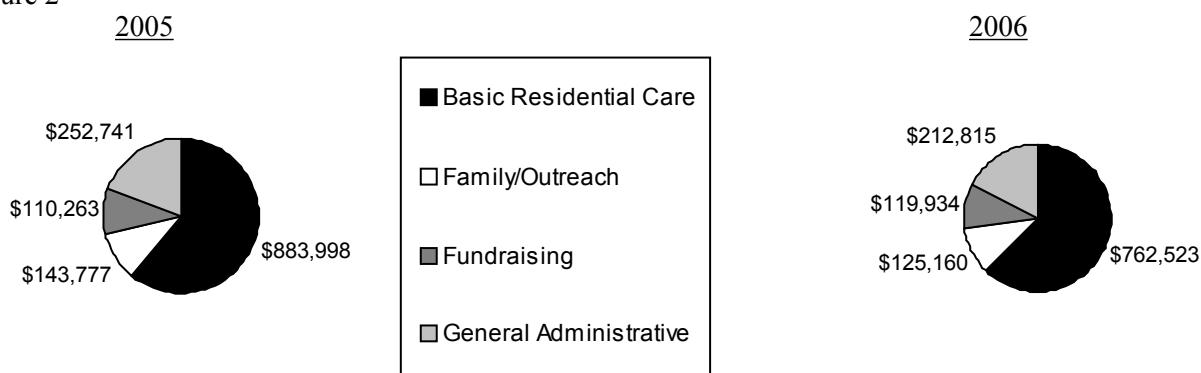 2005
2006
Basic Residential Care
Family/Outreach
Fundraising
General Administrative
$252,741
$110,263
$143,777
$883,998
$212,815
$119,934
$125,160
$762,523